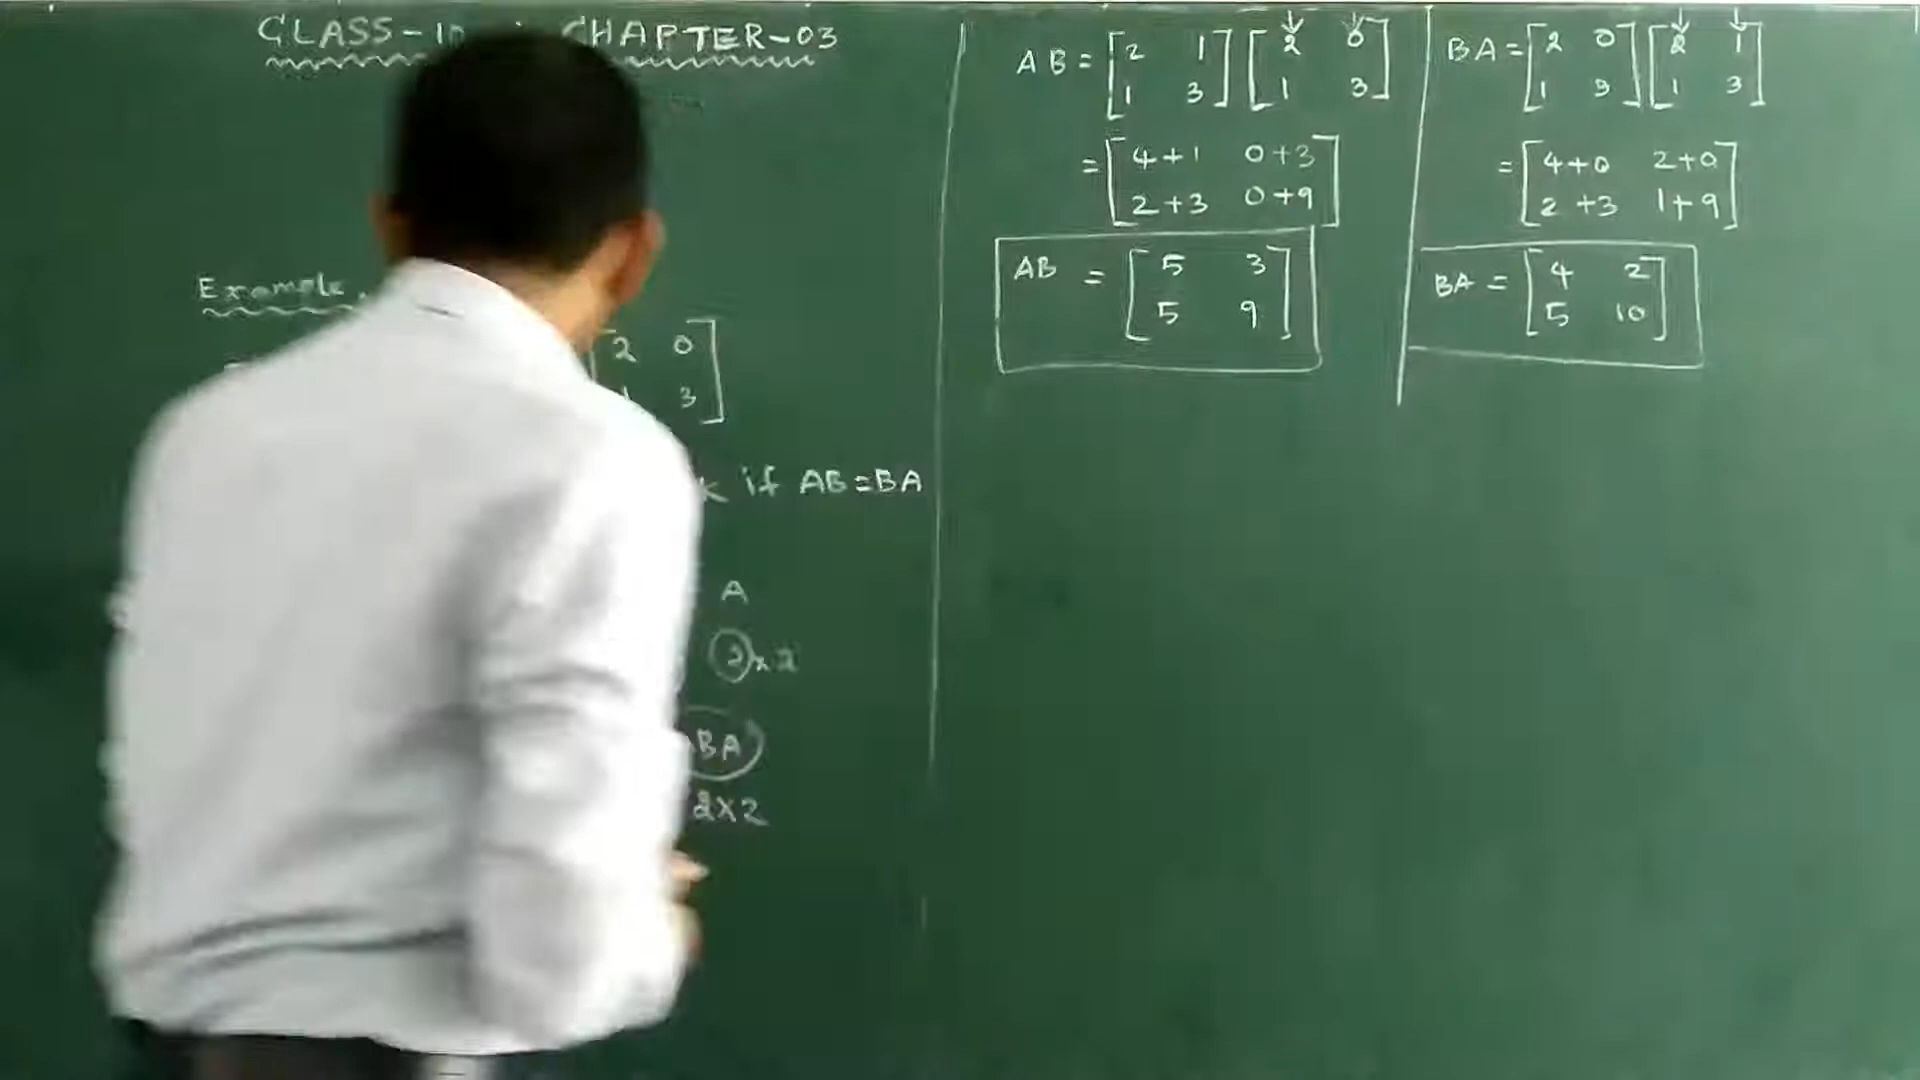 CLASS-10 CHAPTER-03
Example
2 0
3
if AB=BA
A
2x2
BA
2x2
AB = [2 1 [2 0
1 3] 1 3]
= [4+1 0+3
2+3 0+9]
AB = [5 3
5 9]
BA = [2 0 [2 1
1 3] 1 3]
= [4+0 2+0
2+3 1+9]
BA = [4 2
5 10]